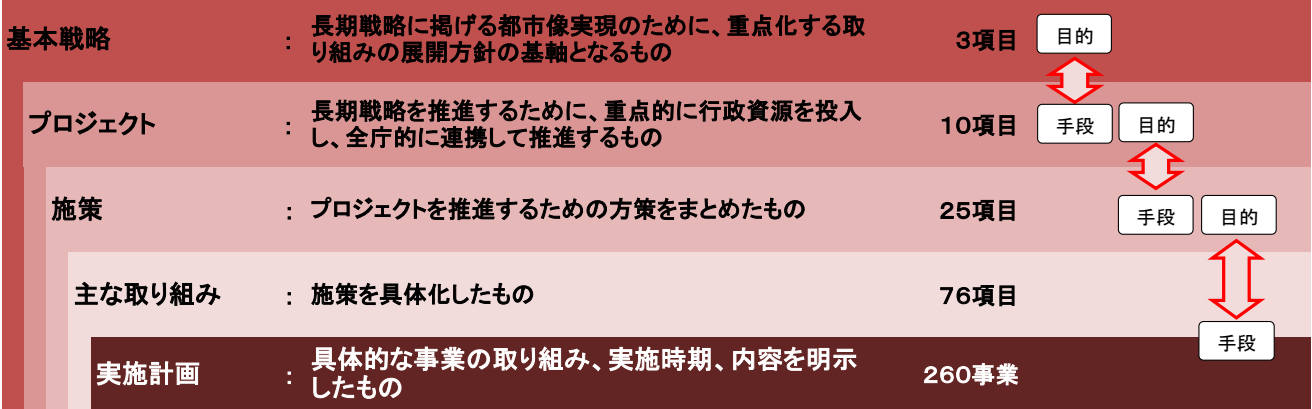 基本戦略 : 長期戦略に掲げる都市像実現のために、重点化する取 3項目 目的
り組みの展開方針の基軸となるもの
プロジェクト : 長期戦略を推進するために、重点的に行政資源を投入 10項目 手段 目的
し、全庁的に連携して推進するもの
施策 : プロジェクトを推進するための方策をまとめたもの 25項目 手段 目的
主な取り組み : 施策を具体化したもの 76項目
手段
実施計画 : 具体的な事業の取り組み、実施時期、内容を明示 260事業
したもの